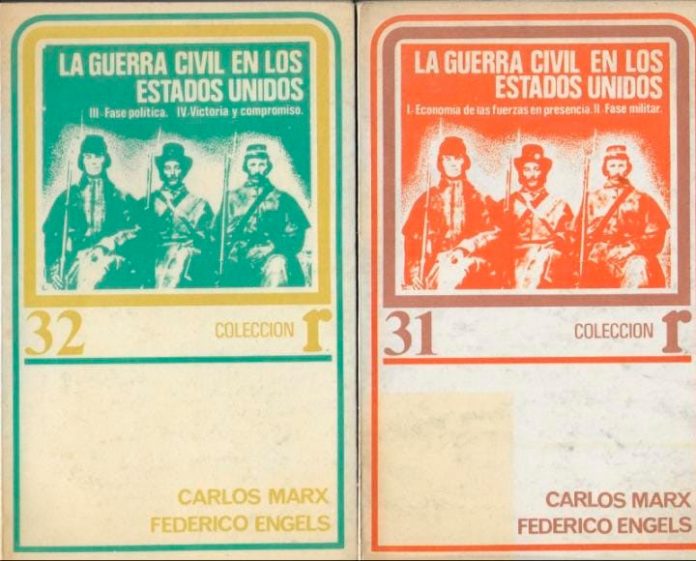 LA GUERRA CIVIL EN LOS
ESTADOS UNIDOS
III-Fase política. IV-Victoria y compromiso.
32
COLECCION r
CARLOS MARX
FEDERICO ENGELS
LA GUERRA CIVIL EN LOS
ESTADOS UNIDOS
I.-Economía de las fuerzas en presencia. II. Fase militar.
31
COLECCION r
CARLOS MARX
FEDERICO ENGELS